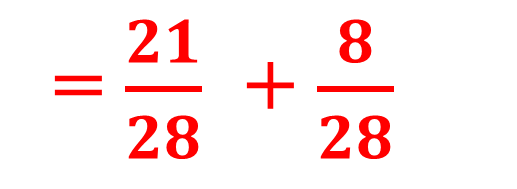 = 21/28 + 8/28